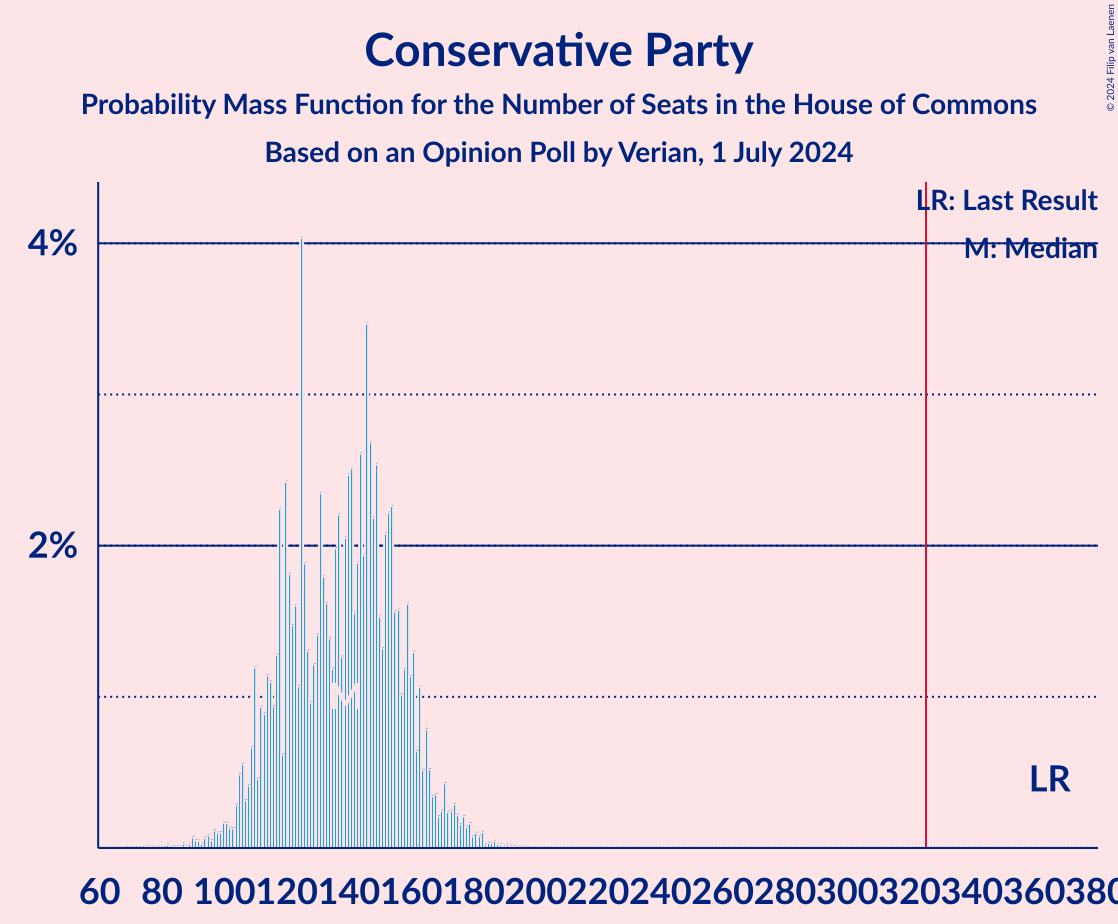 Conservative Party
Probability Mass Function for the Number of Seats in the House of Commons
Based on an Opinion Poll by Verian, 1 July 2024
© 2024 Filip van Laenen
LR: Last Result
M: Median
4%
2%
M
LR
60 80 100 120 140 160 180 200 220 240 260 280 300 320 340 360 380